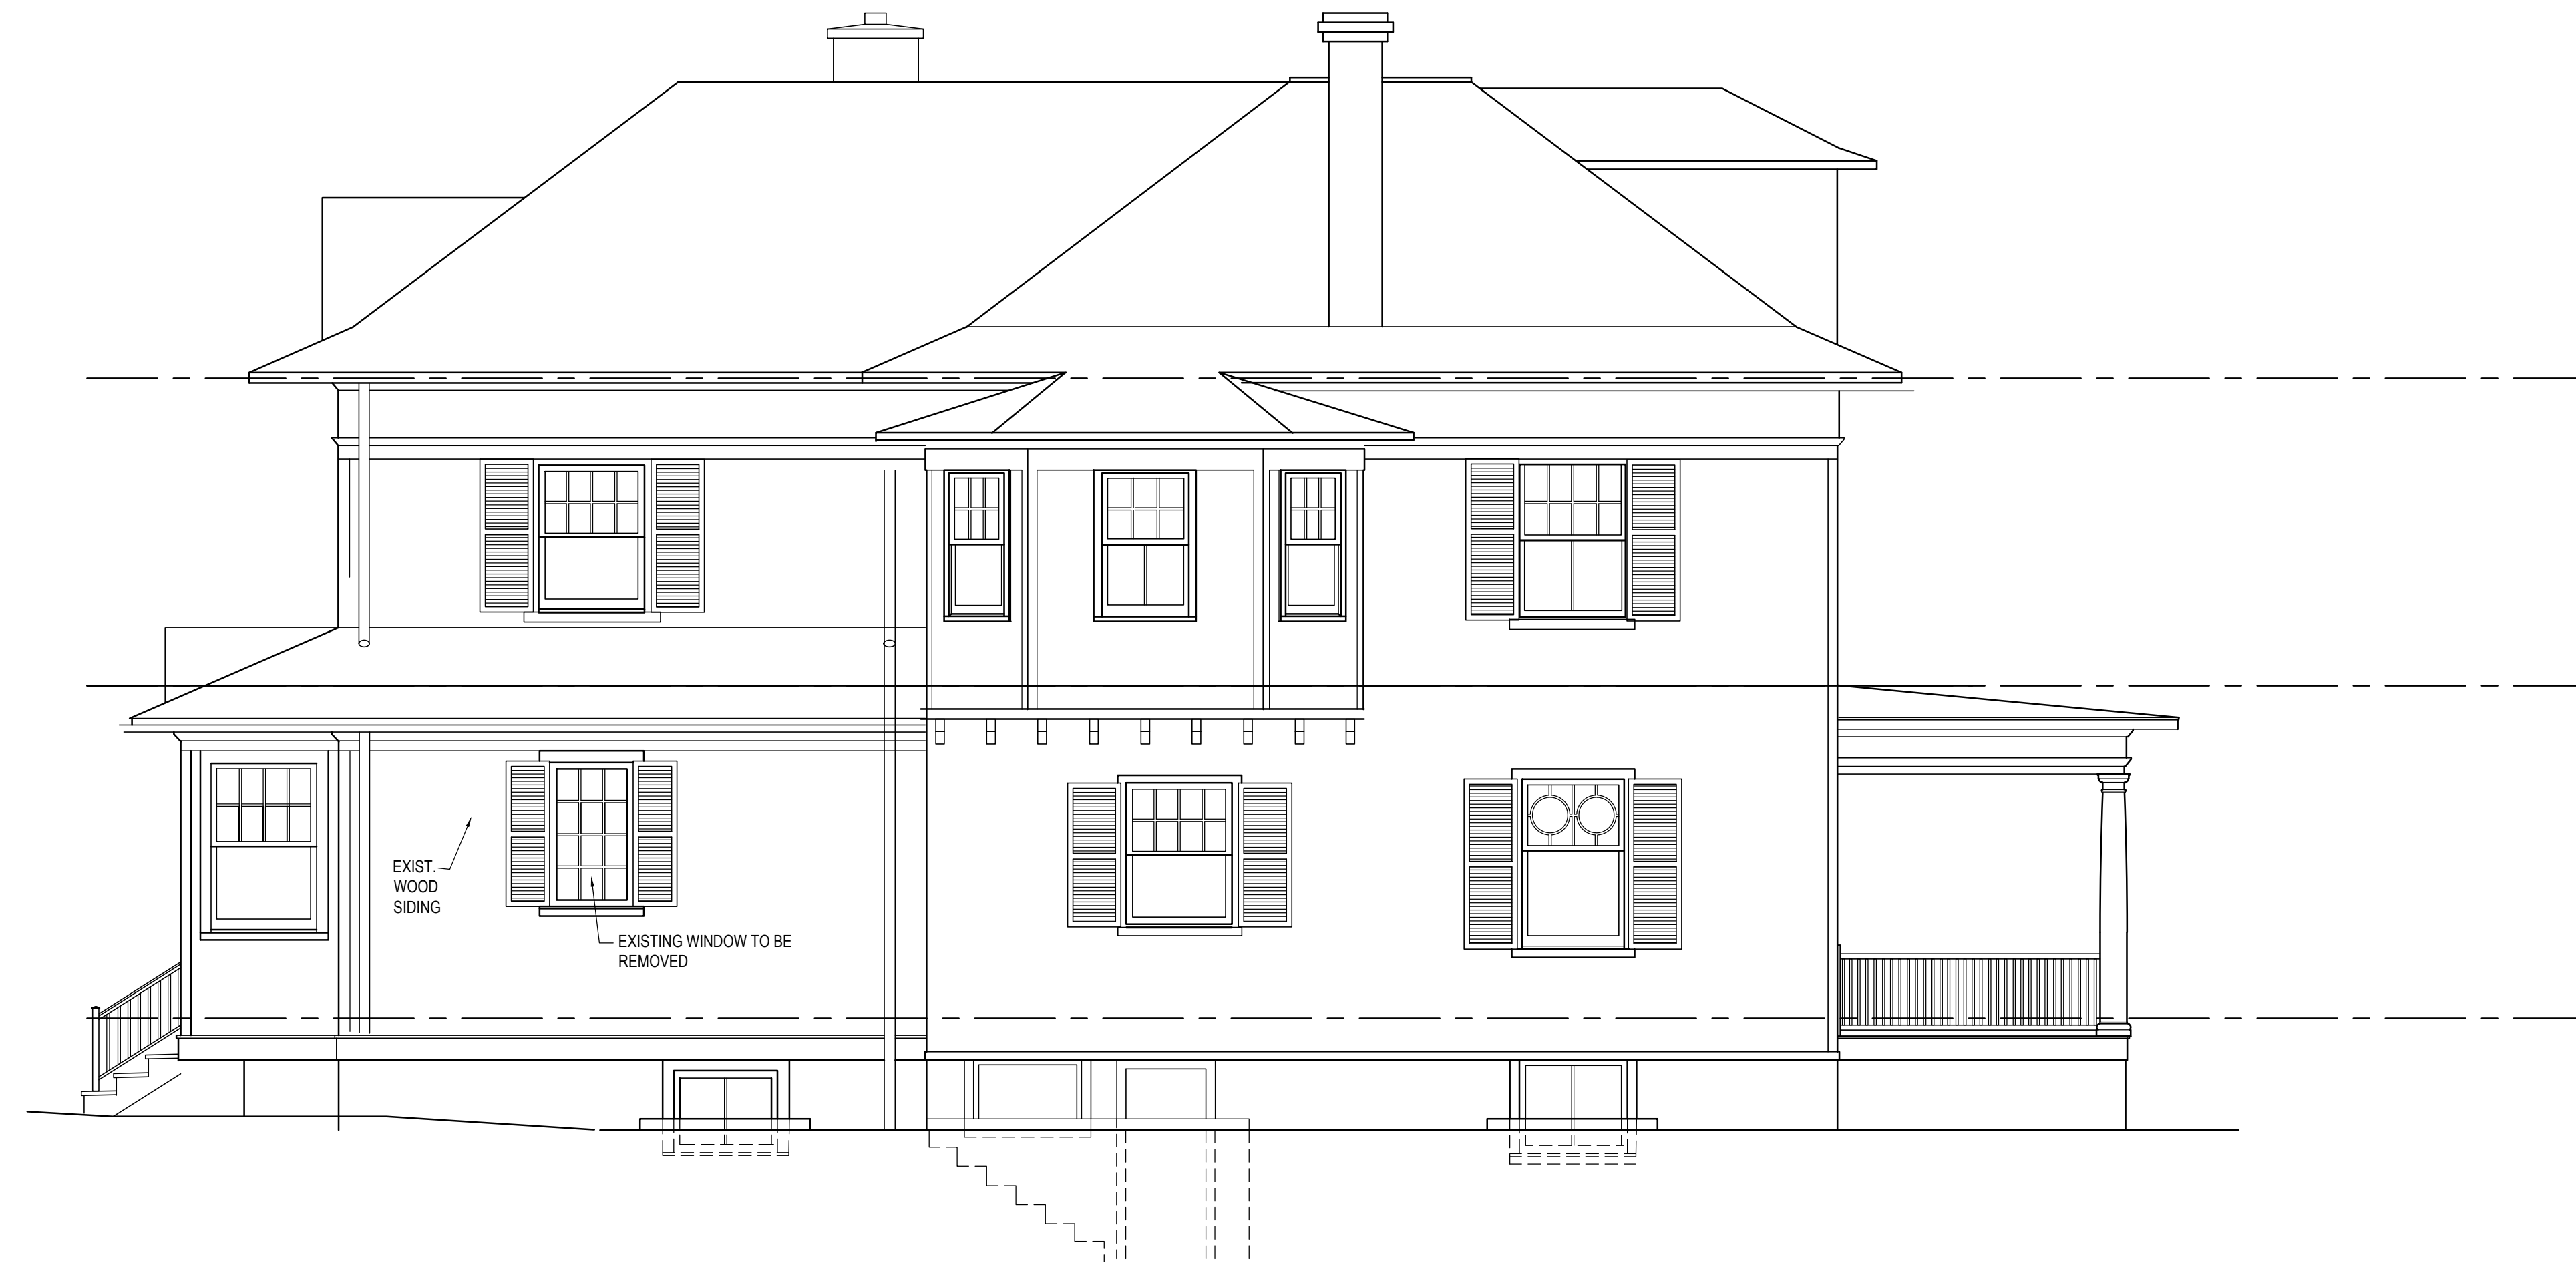 EXIST.
WOOD
SIDING
EXISTING WINDOW TO BE
REMOVED